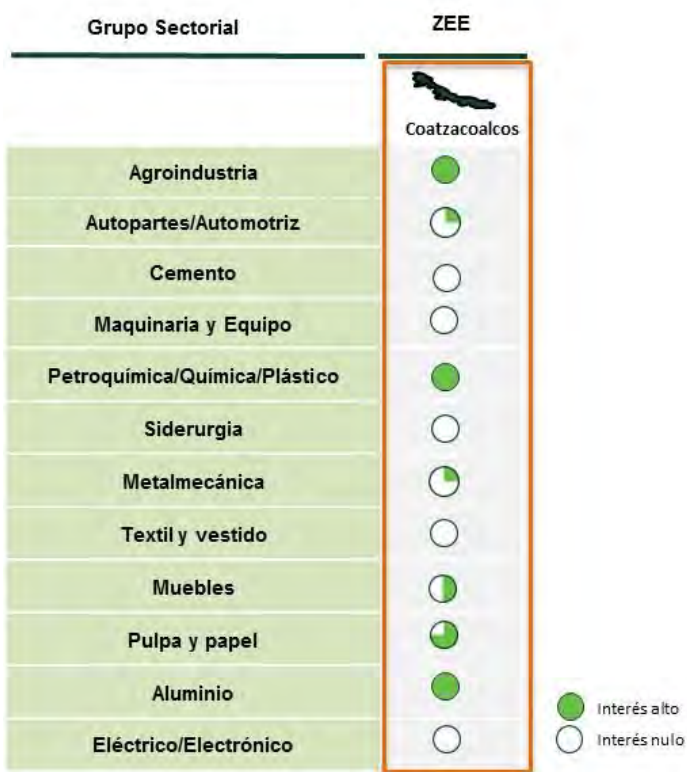 Grupo Sectorial
ZEE
Coatzacoalcos
Agroindustria
Autopartes/Automotriz
Cemento
Maquinaria y Equipo
Petroquímica/Química/Plástico
Siderurgia
Metalmecánica
Textil y vestido
Muebles
Pulpa y papel
Aluminio
Eléctrico/Electrónico
Interés alto
Interés nulo